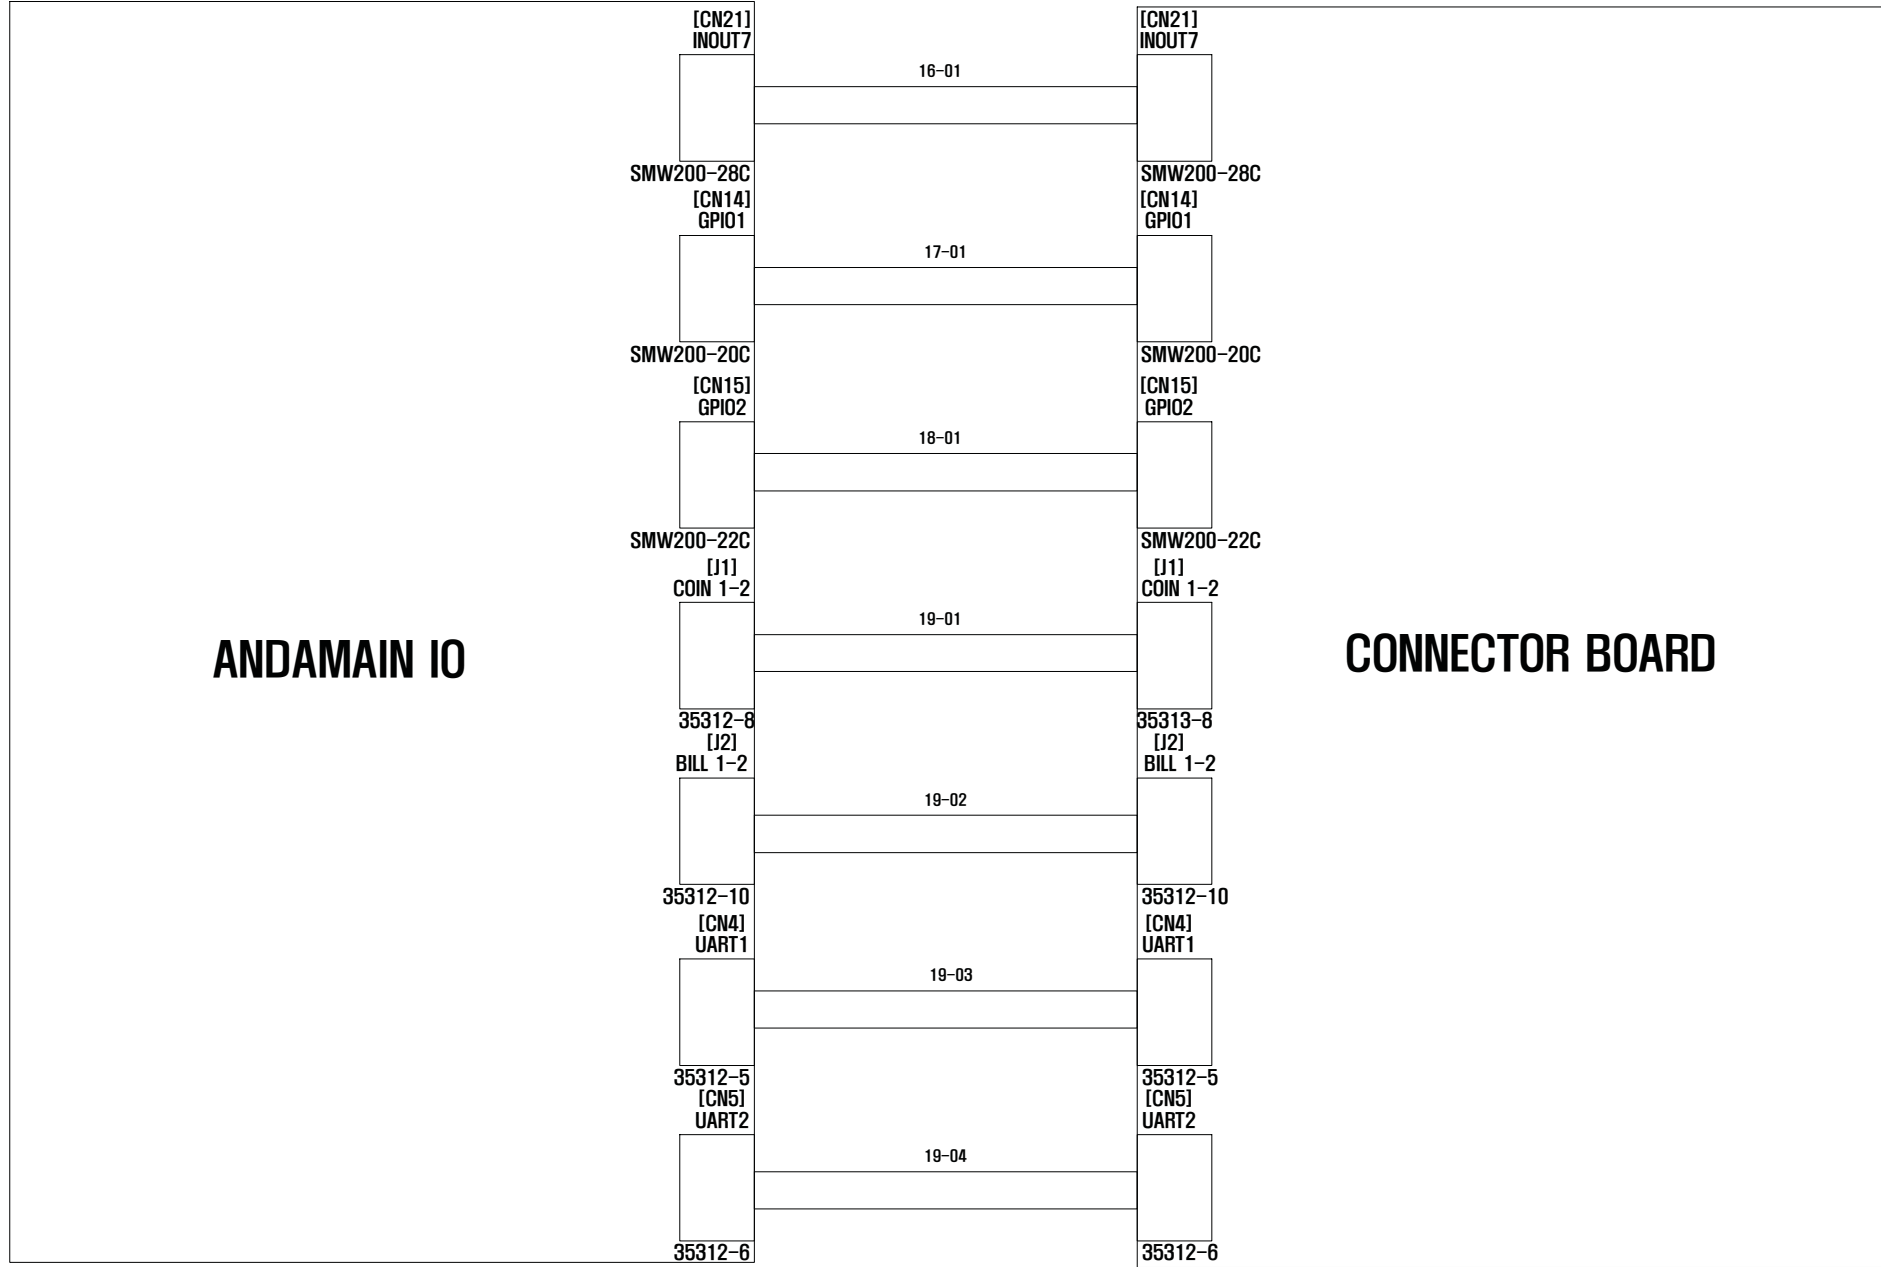 [CN21]
INOUT7
SMW200-28C
[CN14]
GPIO1
SMW200-20C
[CN15]
GPIO2
SMW200-22C
[J1]
COIN 1-2
35312-8
[J2]
BILL 1-2
35312-10
[CN4]
UART1
35312-5
[CN5]
UART2
35312-6
ANDAMAIN IO
16-01
17-01
18-01
19-01
19-02
19-03
19-04
[CN21]
INOUT7
SMW200-28C
[CN14]
GPIO1
SMW200-20C
[CN15]
GPIO2
SMW200-22C
[J1]
COIN 1-2
35313-8
[J2]
BILL 1-2
35312-10
[CN4]
UART1
35312-5
[CN5]
UART2
35312-6
CONNECTOR BOARD